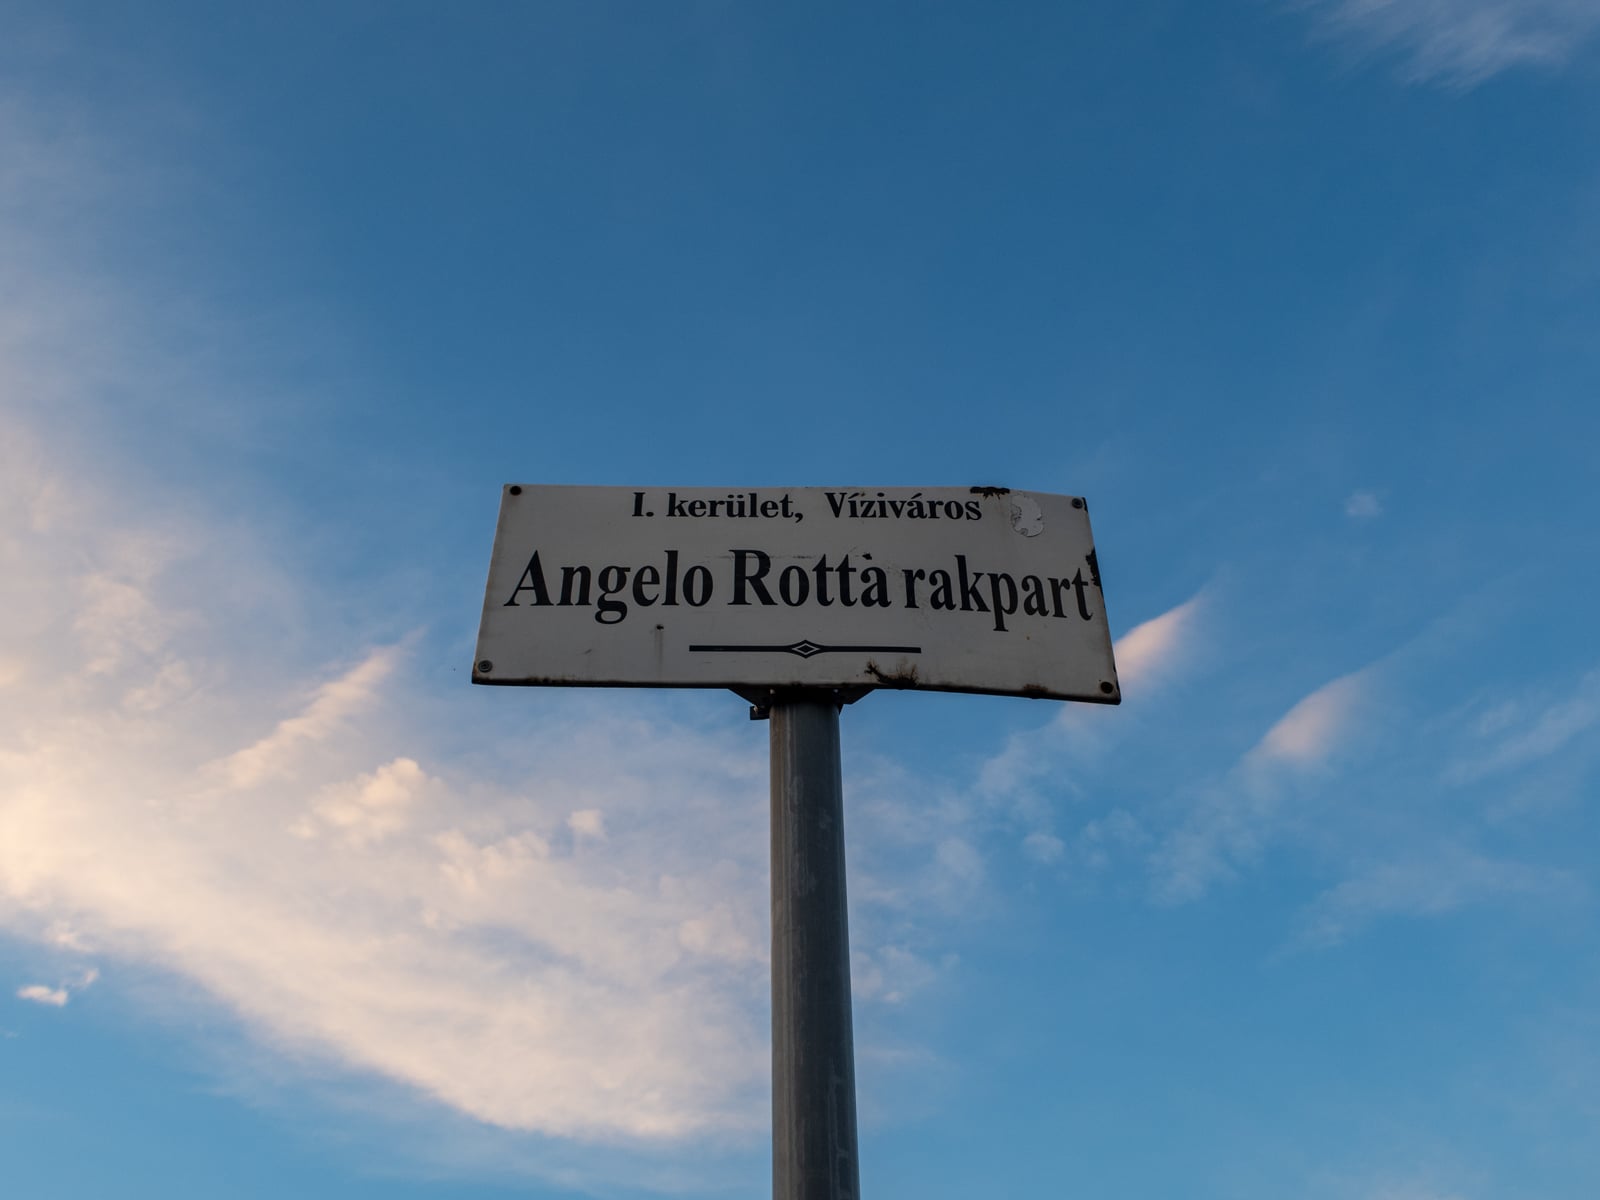 I. kerület, Víziváros
Angelo Rotta rakpart